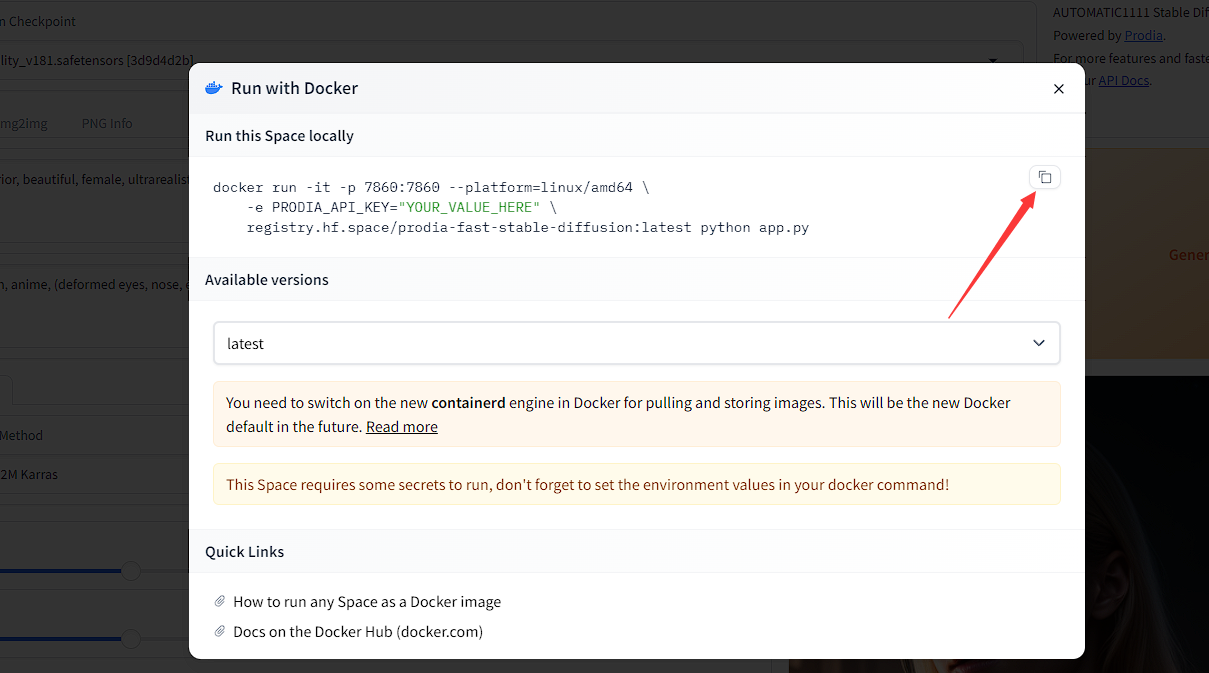 n Checkpoint
AUTOMATIC1111 Stable Dif
Powered by Prodia.
lity_v181.safetensors [3d9d4d2b]
For more features and faste
ur API Docs.
Run with Docker
mg2img PNG Info
Run this Space locally
rior, beautiful, female, ultrarealist
docker run -it -p 7860:7860 --platform=linux/amd64 \
-e PRODIA_API_KEY="YOUR_VALUE_HERE" \
registry.hf.space/prodia-fast-stable-diffusion:latest python app.py
Gener
Available versions
n, anime, (deformed eyes, nose, e
latest
You need to switch on the new containerd engine in Docker for pulling and storing images. This will be the new Docker
default in the future. Read more
Method
2M Karras
This Space requires some secrets to run, don't forget to set the environment values in your docker command!
Quick Links
How to run any Space as a Docker image
Docs on the Docker Hub (docker.com)